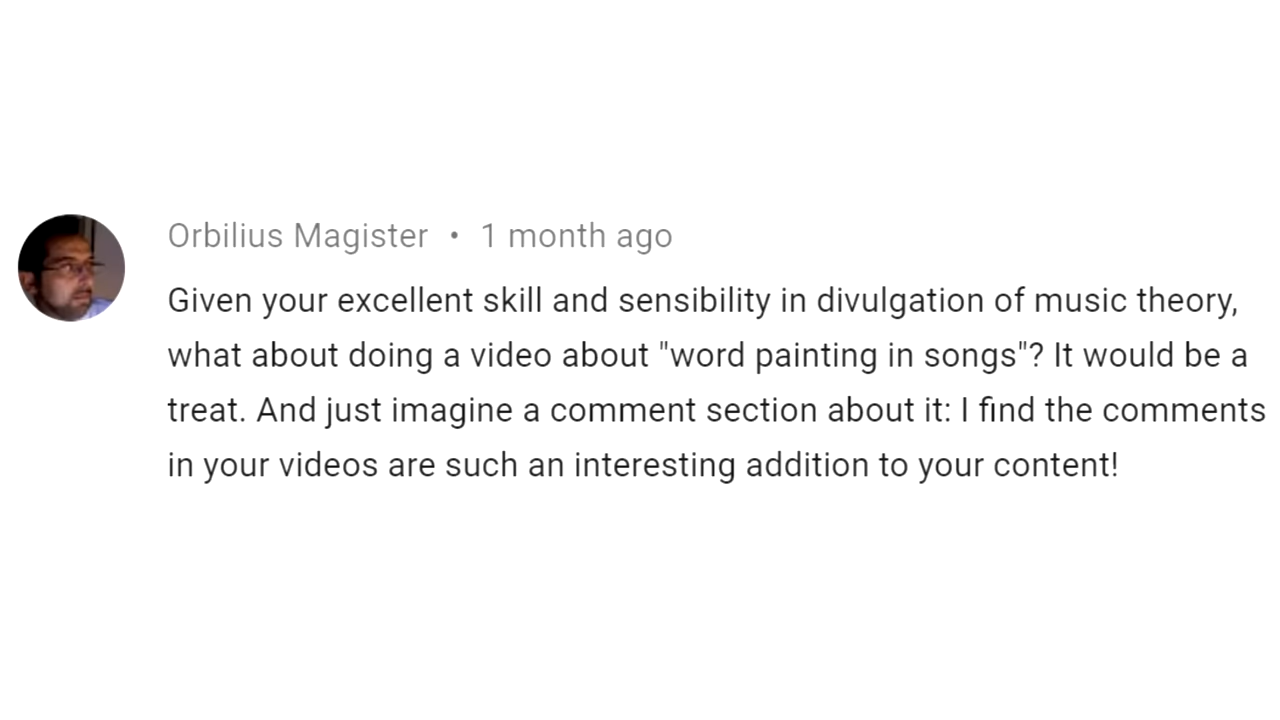 Orbilius Magister • 1 month ago
Given your excellent skill and sensibility in divulgation of music theory,
what about doing a video about "word painting in songs"? It would be a
treat. And just imagine a comment section about it: I find the comments
in your videos are such an interesting addition to your content!